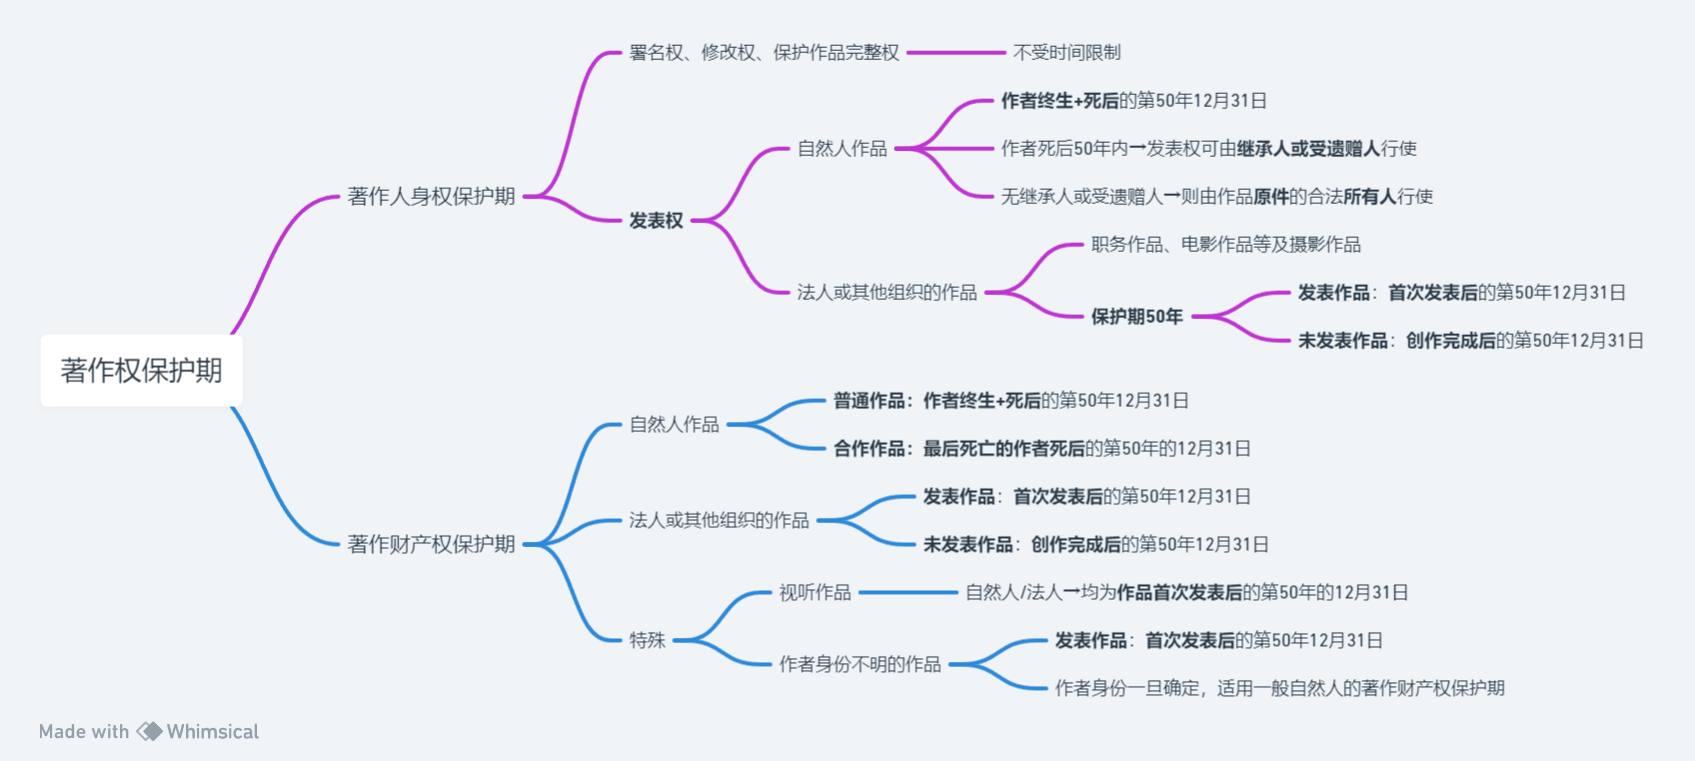 署名权、修改权、保护作品完整权
不受时间限制
作者终生+死后的第50年12月31日
自然人作品
作者死后50年内→发表权可由继承人或受遗赠人行使
著作人身权保护期
无继承人或受遗赠人→则由作品原件的合法所有人行使
发表权
职务作品、电影作品等及摄影作品
法人或其他组织的作品
发表作品：首次发表后的第50年12月31日
保护期50年
未发表作品：创作完成后的第50年12月31日
著作权保护期
普通作品：作者终生+死后的第50年12月31日
自然人作品
合作作品：最后死亡的作者死后的第50年的12月31日
发表作品：首次发表后的第50年12月31日
法人或其他组织的作品
著作财产权保护期
未发表作品：创作完成后的第50年12月31日
视听作品
自然人/法人→均为作品首次发表后的第50年的12月31日
特殊
发表作品：首次发表后的第50年12月31日
作者身份不明的作品
作者身份一旦确定，适用一般自然人的著作财产权保护期
Made with Whimsical